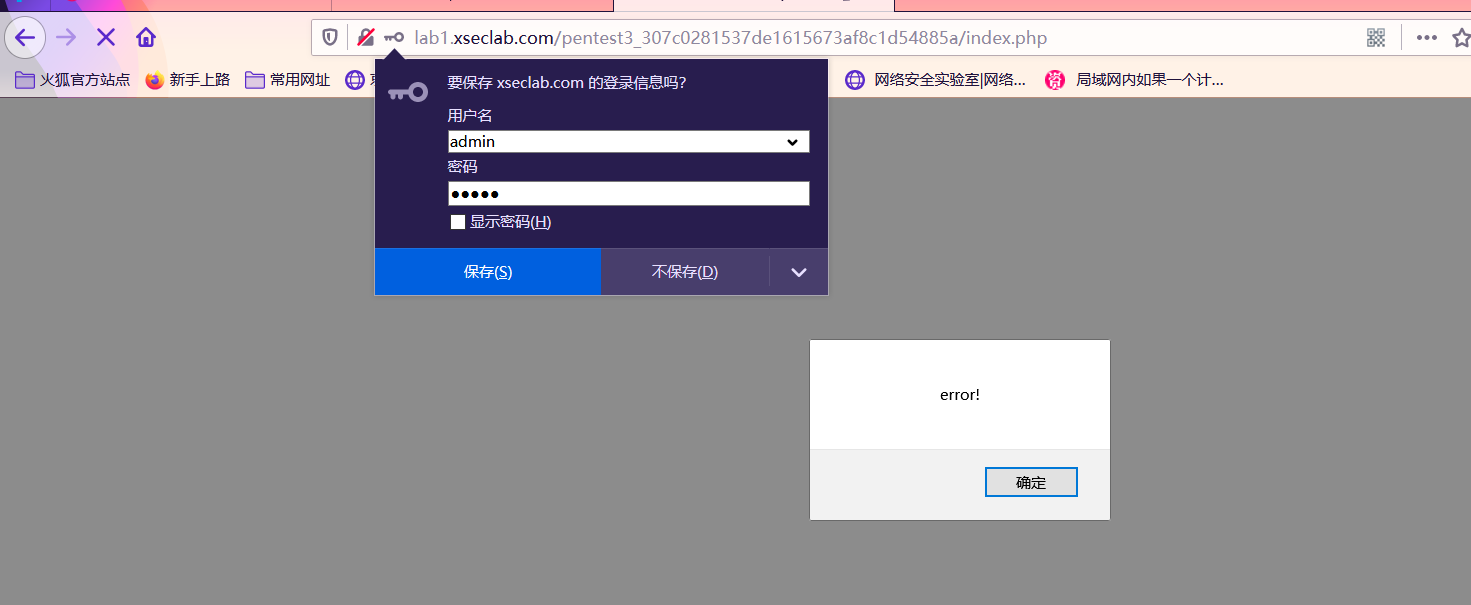 lab1.xseclab.com/pentest3_307c0281537de1615673af8c1d54885a/index.php
火狐官方站点 新手上路 常用网址 网络安全实验室|网络... 资 局域网内如果一个计...
要保存 xseclab.com 的登录信息吗?
用户名
admin
密码
显示密码(H)
保存(S) 不保存(D)
error!
确定